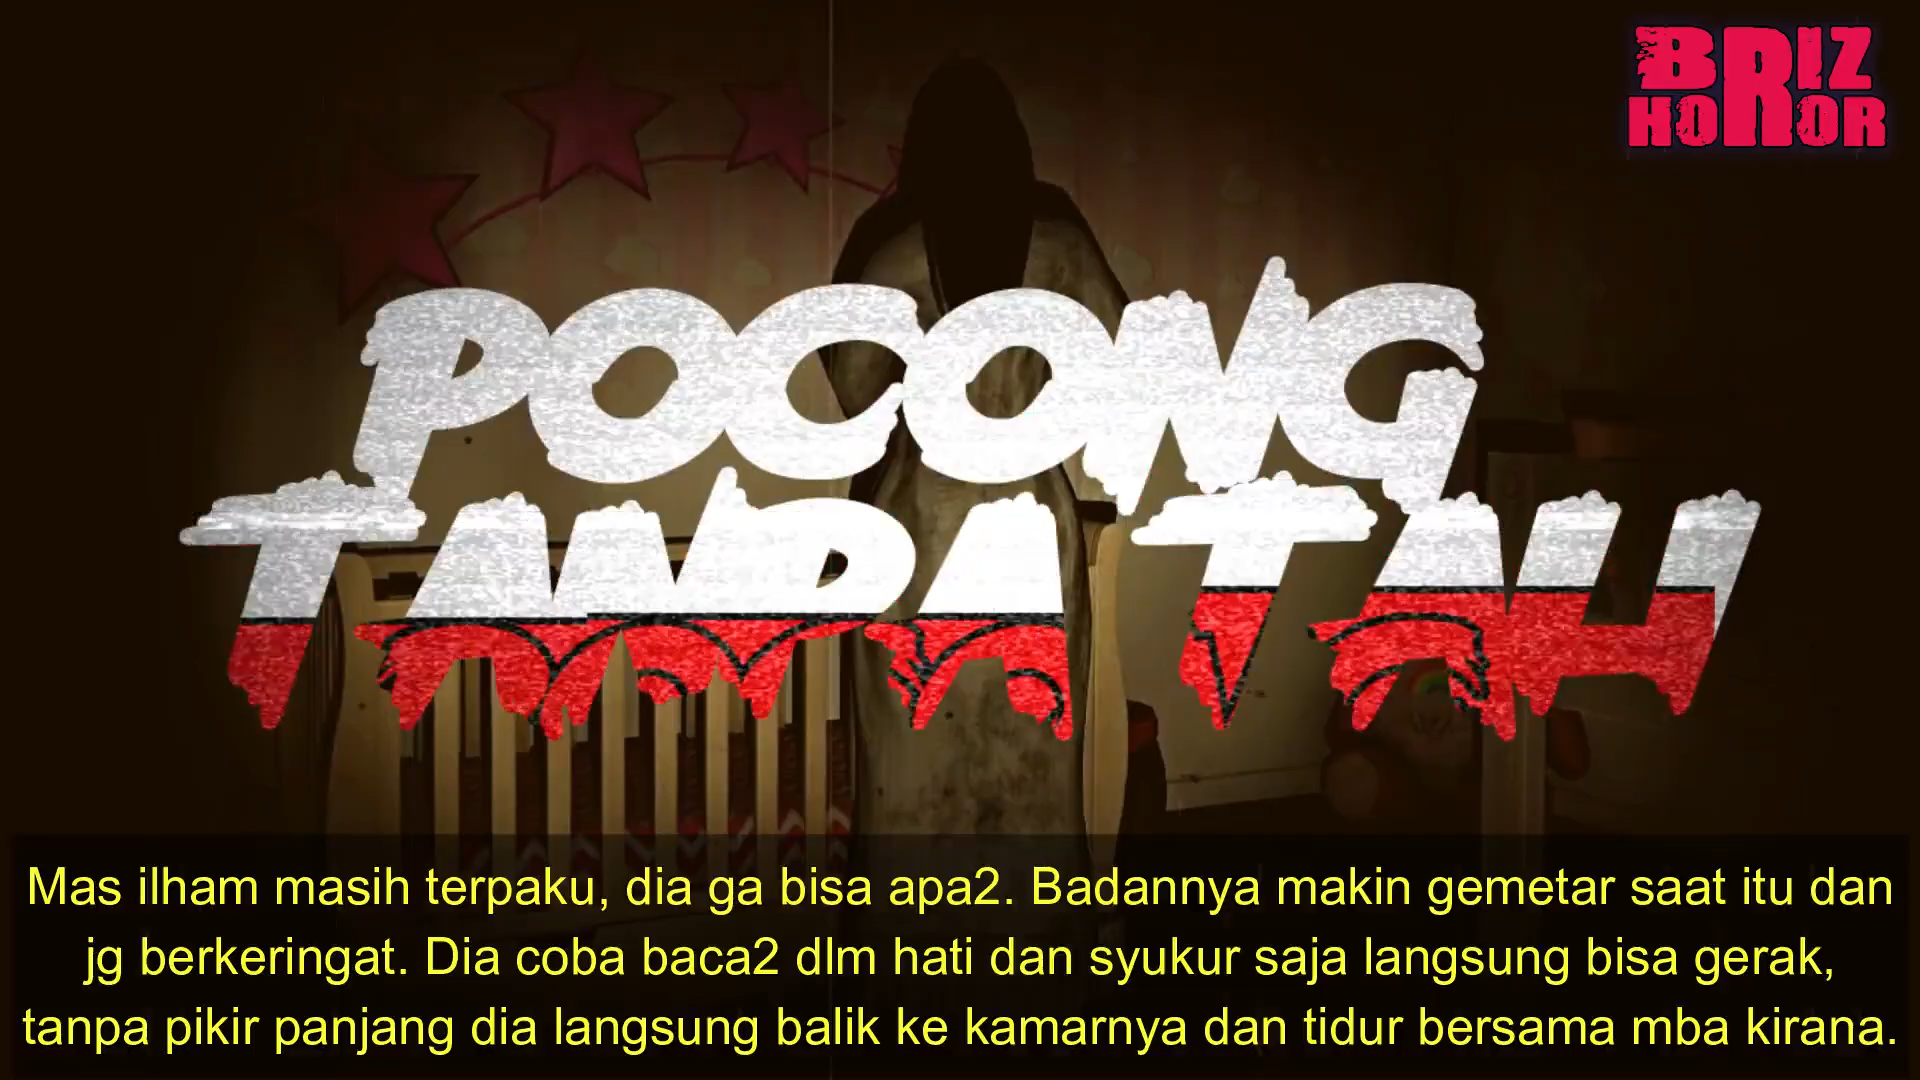 BRIZ
HOROR
POCONG
TANPA TALI
Mas ilham masih terpaku, dia ga bisa apa2. Badannya makin gemetar saat itu dan
jg berkeringat. Dia coba baca2 dlm hati dan syukur saja langsung bisa gerak,
tanpa pikir panjang dia langsung balik ke kamarnya dan tidur bersama mba kirana.